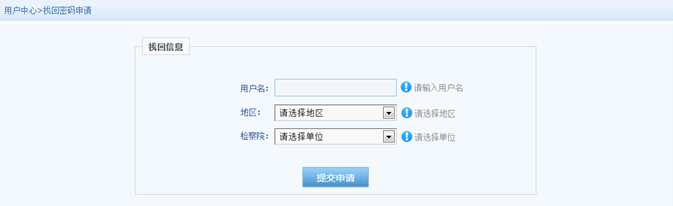 用户中心>找回密码申请
找回信息
用户名: 请输入用户名
地区: 请选择地区 请选择地区
检察院: 请选择单位 请选择单位
提交申请